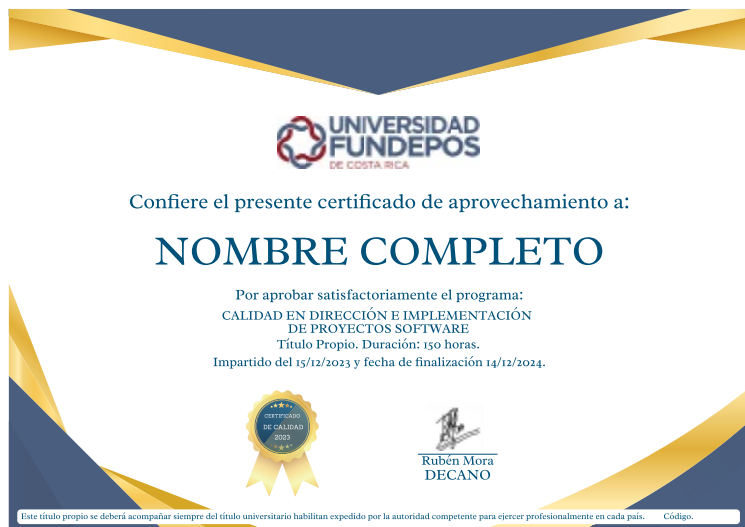 UNIVERSIDAD
FUNDEPOS
DE COSTA RICA
Confiere el presente certificado de aprovechamiento a:
NOMBRE COMPLETO
Por aprobar satisfactoriamente el programa:
CALIDAD EN DIRECCIÓN E IMPLEMENTACIÓN
DE PROYECTOS SOFTWARE
Título Propio. Duración: 150 horas.
Impartido del 15/12/2023 y fecha de finalización 14/12/2024.
CERTIFICADO
DE CALIDAD
2023
Rubén Mora
DECANO
Este título propio se deberá acompañar siempre del título universitario habilitan expedido por la autoridad competente para ejercer profesionalmente en cada país. Código.